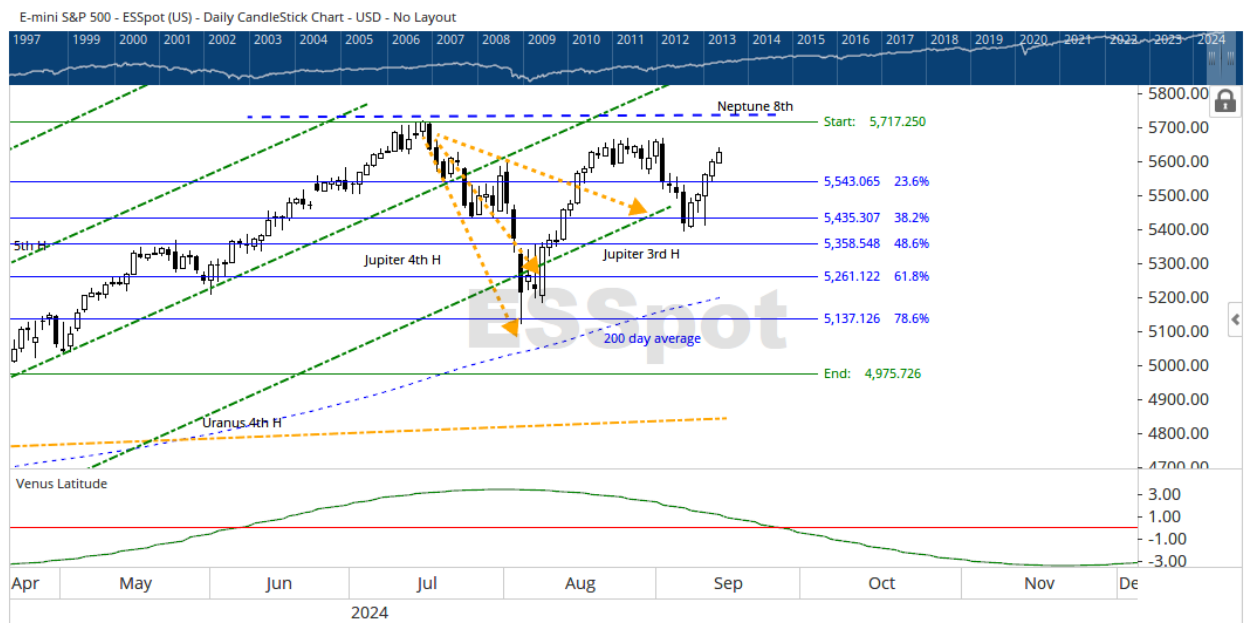 E-mini S&P 500 - ESSpot (US) - Daily CandleStick Chart - USD - No Layout
1997 1999 2000 2001 2002 2003 2004 2005 2006 2007 2008 2009 2010 2011 2012 2013 2014 2015 2016 2017 2018 2019 2020 2021 2022 2023 2024
5800.00
Neptune 8th
Start: 5,717.250
5700.00
5600.00
5,543.065 23.6%
5500.00
5,435.307 38.2%
5400.00
5th H
5,358.548 48.6%
Jupiter 4th H
Jupiter 3rd H
5300.00
5,261.122 61.8%
ESSpot
5200.00
5,137.126 78.6%
5100.00
200 day average
5000.00
End: 4,975.726
4900.00
Uranus 4th H
4800.00
4700.00
Venus Latitude
3.00
1.00
-1.00
-3.00
Apr May Jun Jul Aug Sep Oct Nov De
2024